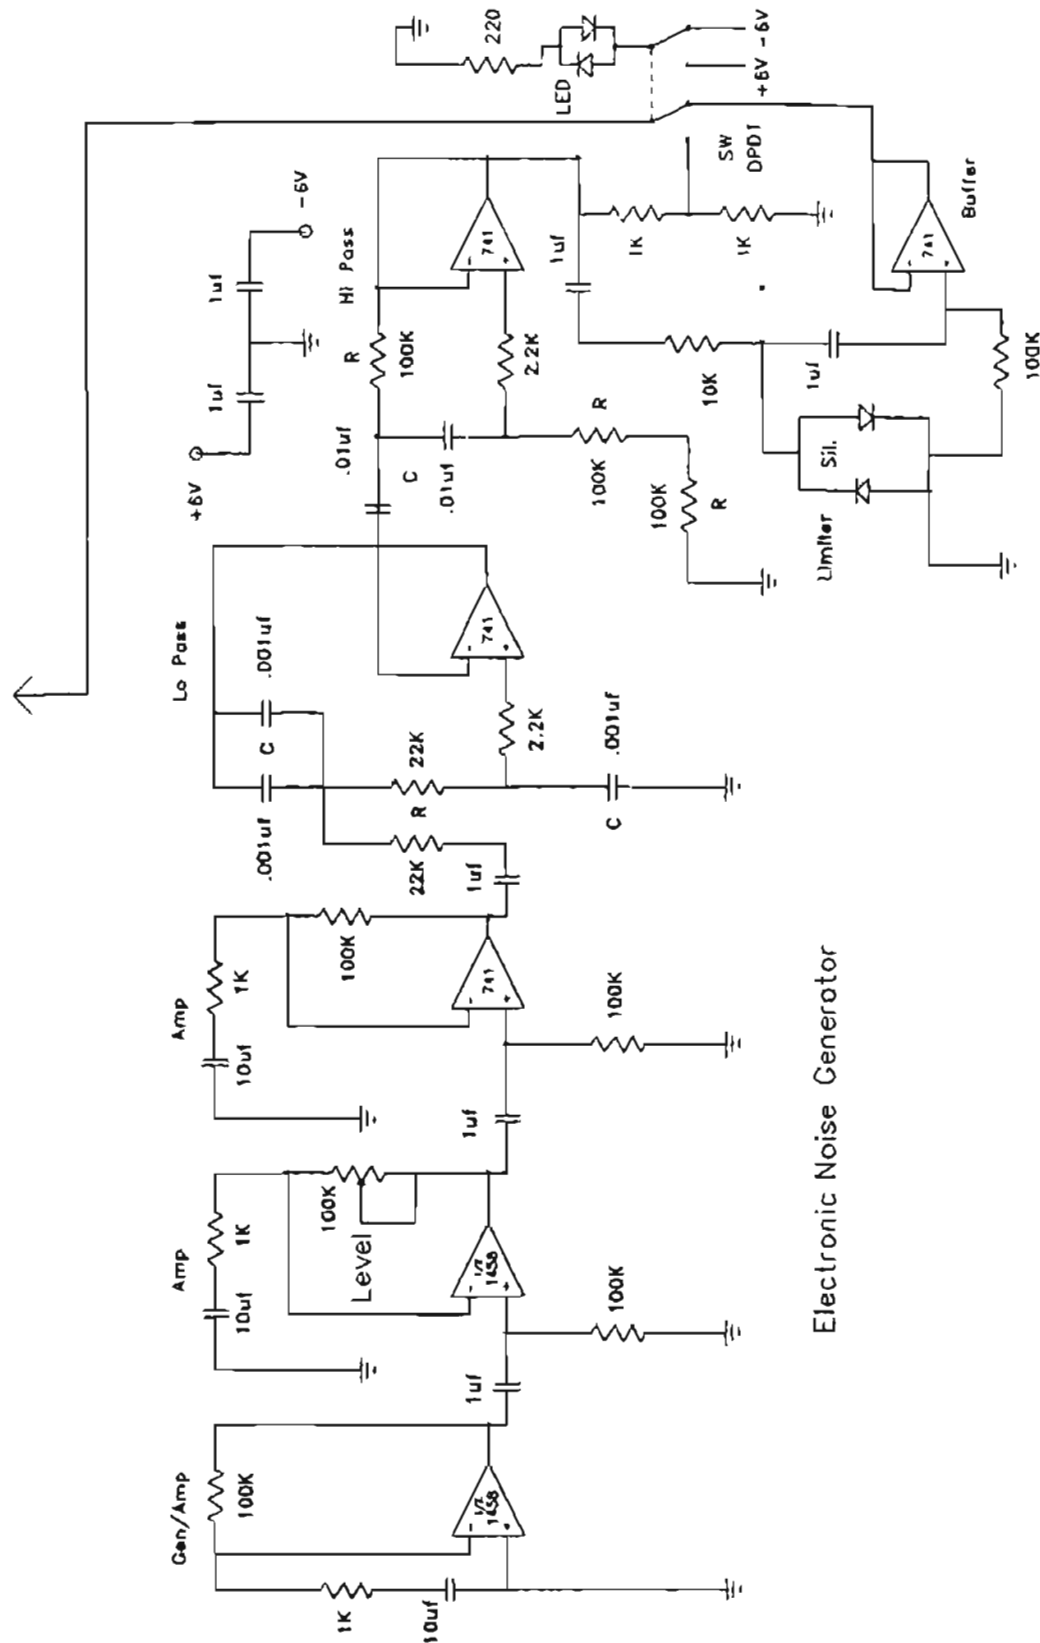 Gen/Amp
100K
1K
10uf
1/2
1458
1uf
Amp
10uf
1K
100K
Level
1/2
1458
100K
1uf
Amp
10uf
1K
100K
741
100K
1uf
22K
R
22K
.001uf
C
.001uf
Lo Pass
2.2K
741
C
.001uf
+6V
1uf
1uf
-6V
.01uf
C
.01uf
R
100K
Hi Pass
2.2K
741
100K
R
100K
R
1uf
1K
1K
SW
DPDT
220
LED
+6V
-6V
10K
Limiter
Sil.
1uf
741
Buffer
100K
Electronic Noise Generator